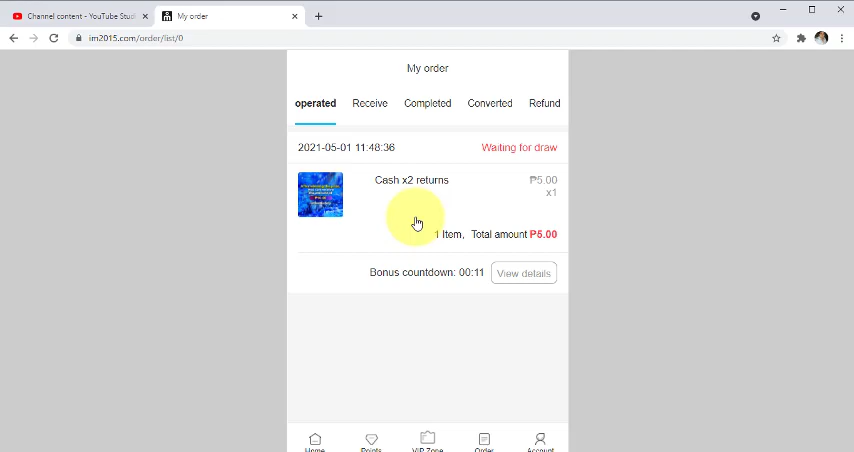 Channel content - YouTube Studi
My order
im2015.com/order/list/0
My order
operated Receive Completed Converted Refund
2021-05-01 11:48:36 Waiting for draw
Cash x2 returns ₱5.00
x1
1 Item, Total amount ₱5.00
Bonus countdown: 00:11 View details
Home Points VIP Zone Order Account